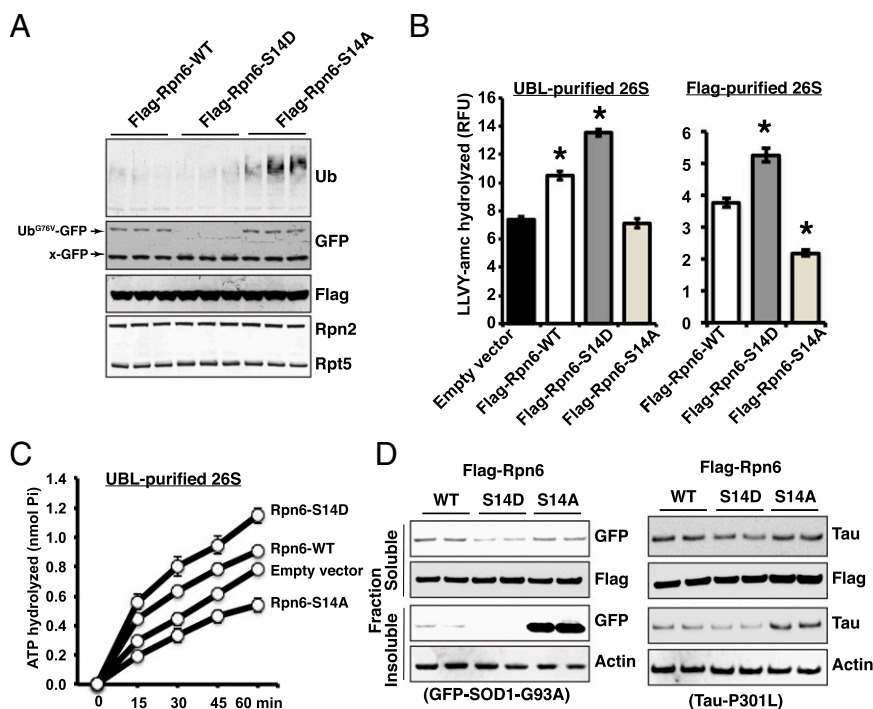 A
Flag-Rpn6-WT
Flag-Rpn6-S14D
Flag-Rpn6-S14A
Ub
UbG76V-GFP
x-GFP
GFP
Flag
Rpn2
Rpt5
B
UBL-purified 26S
LLVY-amc hydrolyzed (RFU)
16
14
12
10
8
6
4
2
0
*
*
Empty vector
Flag-Rpn6-WT
Flag-Rpn6-S14D
Flag-Rpn6-S14A
Flag-purified 26S
6
5
4
3
2
1
0
*
*
Flag-Rpn6-WT
Flag-Rpn6-S14D
Flag-Rpn6-S14A
C
UBL-purified 26S
ATP hydrolyzed (nmol Pi)
1.4
1.2
1.0
0.8
0.6
0.4
0.2
0.0
Rpn6-S14D
Rpn6-WT
Empty vector
Rpn6-S14A
0 15 30 45 60 min
D
Flag-Rpn6
WT S14D S14A
Fraction
Soluble
Insoluble
GFP
Flag
GFP
Actin
(GFP-SOD1-G93A)
Flag-Rpn6
WT S14D S14A
Tau
Flag
Tau
Actin
(Tau-P301L)